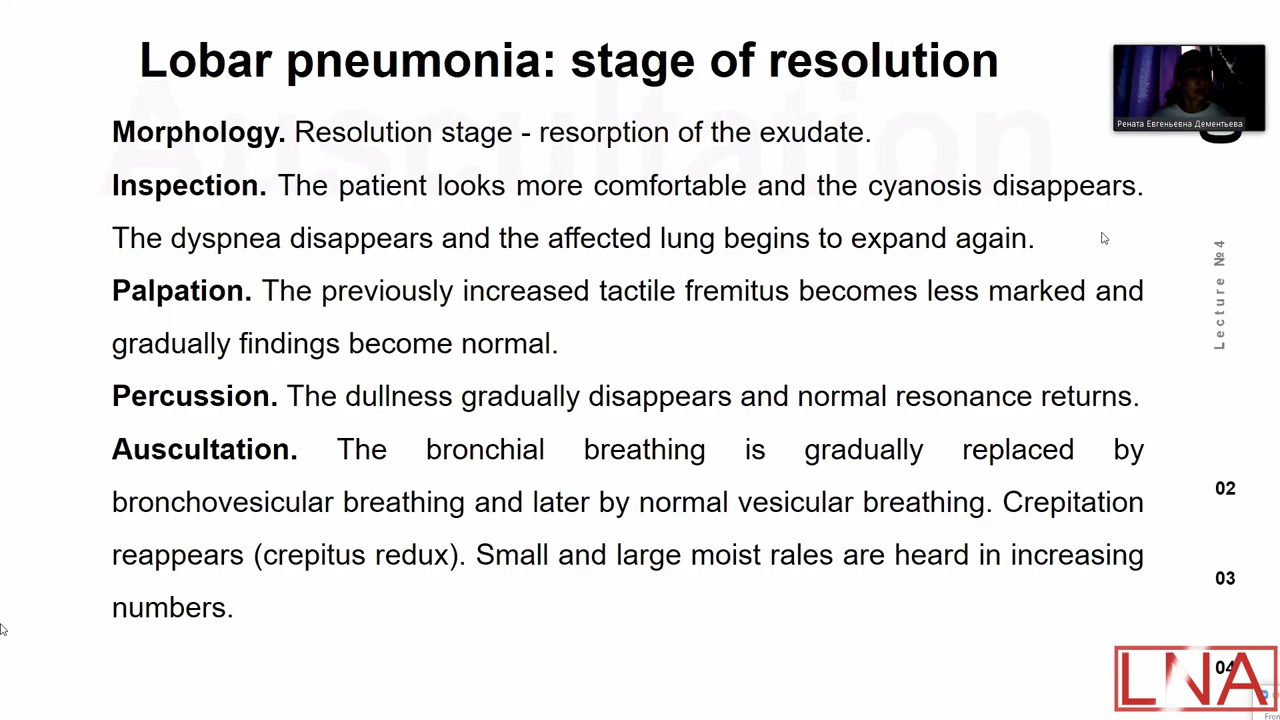 Lobar pneumonia: stage of resolution
Рената Евгеньевна Дементьева
Morphology. Resolution stage - resorption of the exudate.
Inspection. The patient looks more comfortable and the cyanosis disappears.
The dyspnea disappears and the affected lung begins to expand again.
Palpation. The previously increased tactile fremitus becomes less marked and
gradually findings become normal.
Percussion. The dullness gradually disappears and normal resonance returns.
Auscultation. The bronchial breathing is gradually replaced by
bronchovesicular breathing and later by normal vesicular breathing. Crepitation
reappears (crepitus redux). Small and large moist rales are heard in increasing
numbers.
Lecture №4
02
03
04
LNA